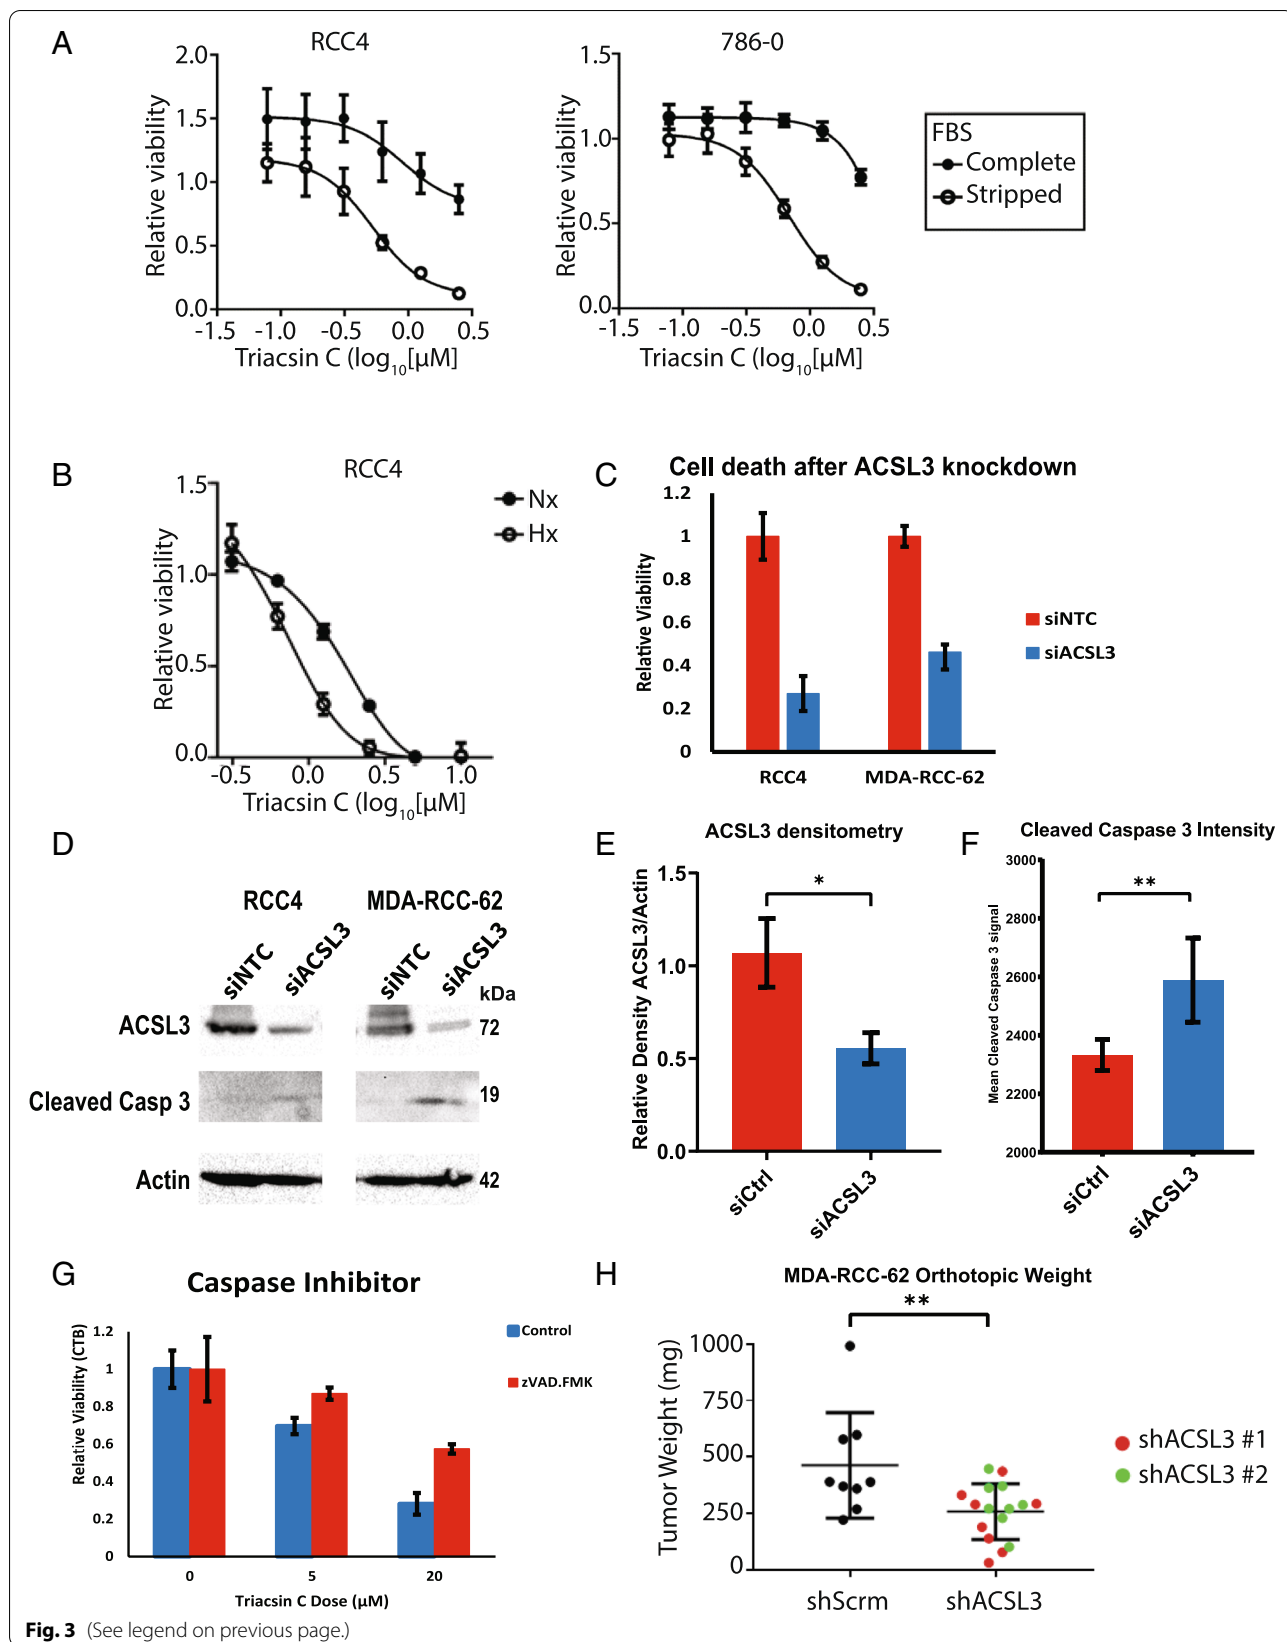 A
RCC4
2.0
1.5
1.0
0.5
0.0
Relative viability
-1.5 -1.0 -0.5 0.0 0.5
Triacsin C (log10[µM]
786-0
1.5
1.0
0.5
0.0
Relative viability
-1.5 -1.0 -0.5 0.0 0.5
Triacsin C (log10[µM]
FBS
Complete
Stripped
B
RCC4
1.5
1.0
0.5
0.0
Relative viability
-0.5 0.0 0.5 1.0
Triacsin C (log10[µM]
Nx
Hx
C
Cell death after ACSL3 knockdown
1.2
1
0.8
0.6
0.4
0.2
0
Relative Viability
RCC4 MDA-RCC-62
siNTC
siACSL3
D
RCC4 MDA-RCC-62
siNTC siACSL3 siNTC siACSL3
kDa
ACSL3 72
Cleaved Casp 3 19
Actin 42
E
ACSL3 densitometry
1.5
1.0
0.5
0.0
Relative Density ACSL3/Actin
*
siCtrl siACSL3
F
Cleaved Caspase 3 Intensity
3000
2800
2600
2400
2200
2000
Mean Cleaved Caspase 3 signal
**
siCtrl siACSL3
G
Caspase Inhibitor
1.2
1
0.8
0.6
0.4
0.2
0
Relative Viability (CTB)
0 5 20
Triacsin C Dose (µM)
Control
zVAD.FMK
H
MDA-RCC-62 Orthotopic Weight
**
1000
750
500
250
0
Tumor Weight (mg)
shScrm shACSL3
shACSL3 #1
shACSL3 #2
Fig. 3 (See legend on previous page.)